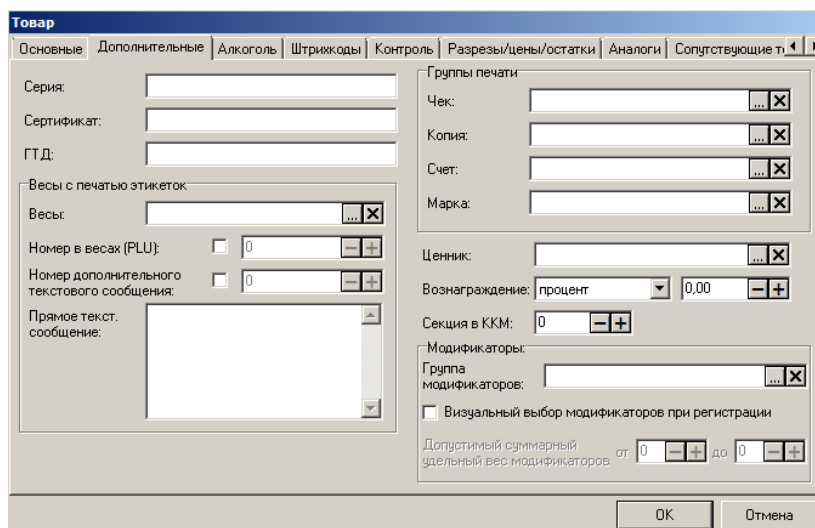 Товар
Основные Дополнительные Алкоголь Штрихкоды Контроль Разрезы/цены/остатки Аналоги Сопутствующие т
Серия:
Сертификат:
ГТД:
Весы с печатью этикеток
Весы: ...
Номер в весах (PLU): 0
Номер дополнительного
текстового сообщения: 0
Прямое текст.
сообщение:
Группы печати
Чек: ...
Копия: ...
Счет: ...
Марка: ...
Ценник: ...
Вознаграждение: процент 0,00
Секция в ККМ: 0
Модификаторы:
Группа
модификаторов: ...
Визуальный выбор модификаторов при регистрации
Допустимый суммарный
удельный вес модификаторов от 0 до 0
OK Отмена